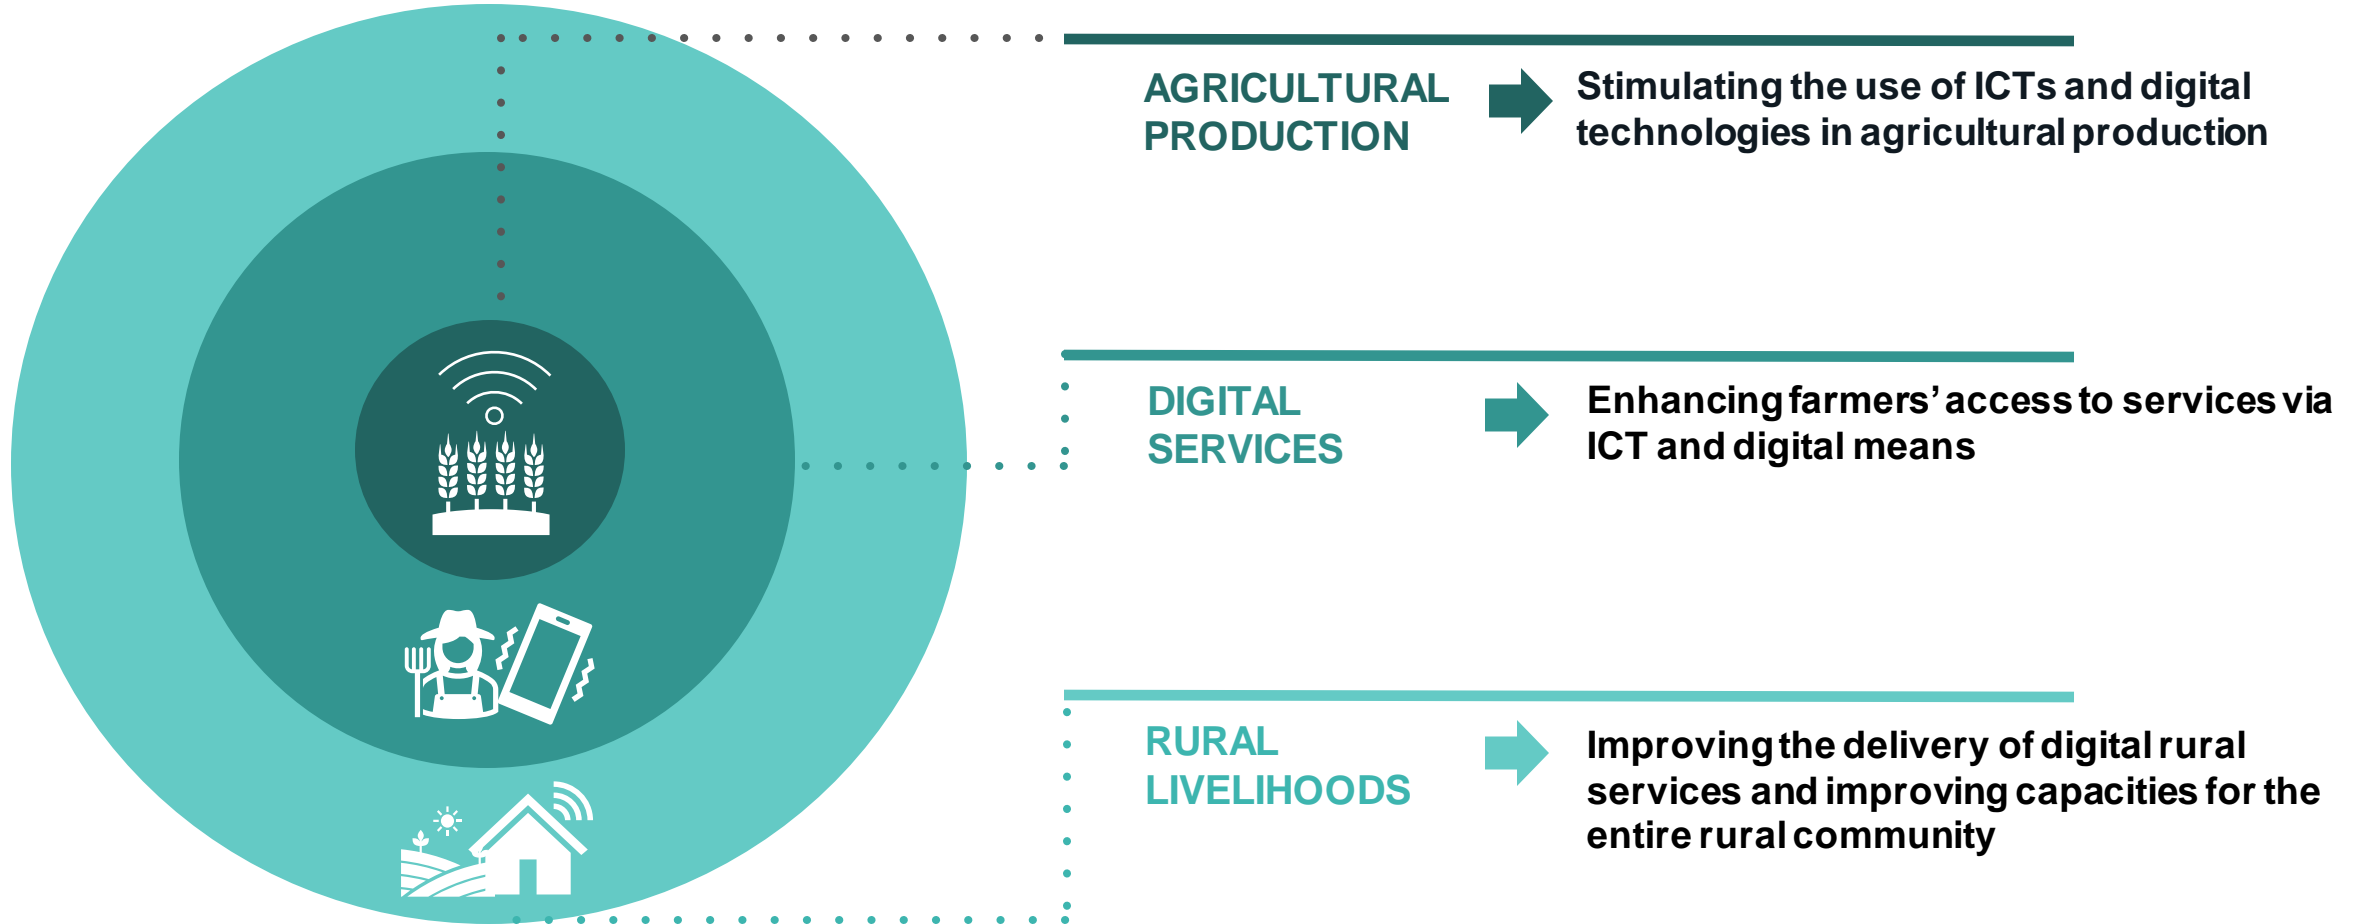 AGRICULTURAL
PRODUCTION
Stimulating the use of ICTs and digital
technologies in agricultural production
DIGITAL
SERVICES
Enhancing farmers’ access to services via
ICT and digital means
RURAL
LIVELIHOODS
Improving the delivery of digital rural
services and improving capacities for the
entire rural community